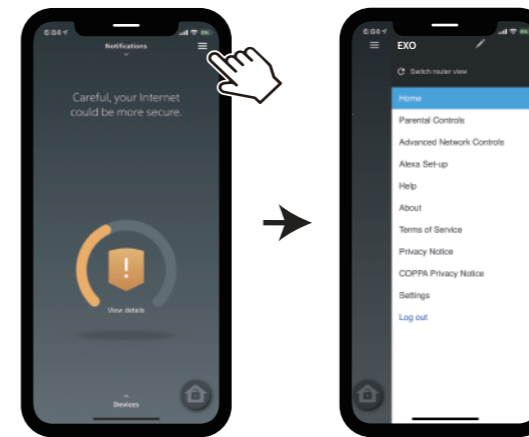 6:04
Notifications
Careful, your Internet
could be more secure.
View details
Devices
6:04
EXO
Switch router view
Home
Parental Controls
Advanced Network Controls
Alexa Set-up
Help
About
Terms of Service
Privacy Notice
COPPA Privacy Notice
Settings
Log out